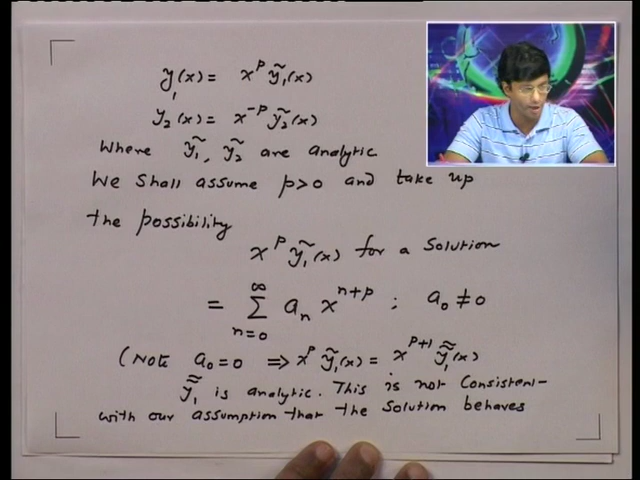 y₁(x) = x^p ỹ₁(x)
y₂(x) = x^{-p} ỹ₂(x)
Where ỹ₁, ỹ₂ are analytic.
We shall assume p>0 and take up
the possibility
x^p ỹ₁(x) for a solution
= ∑_{n=0}^{∞} aₙ x^{n+p} ; a₀ ≠ 0
(Note a₀=0 ⇒ x^p ỹ₁(x) = x^{p+1} ỹ̃₁(x)
ỹ̃₁ is analytic. This is not Consistent
with our assumption that the solution behaves